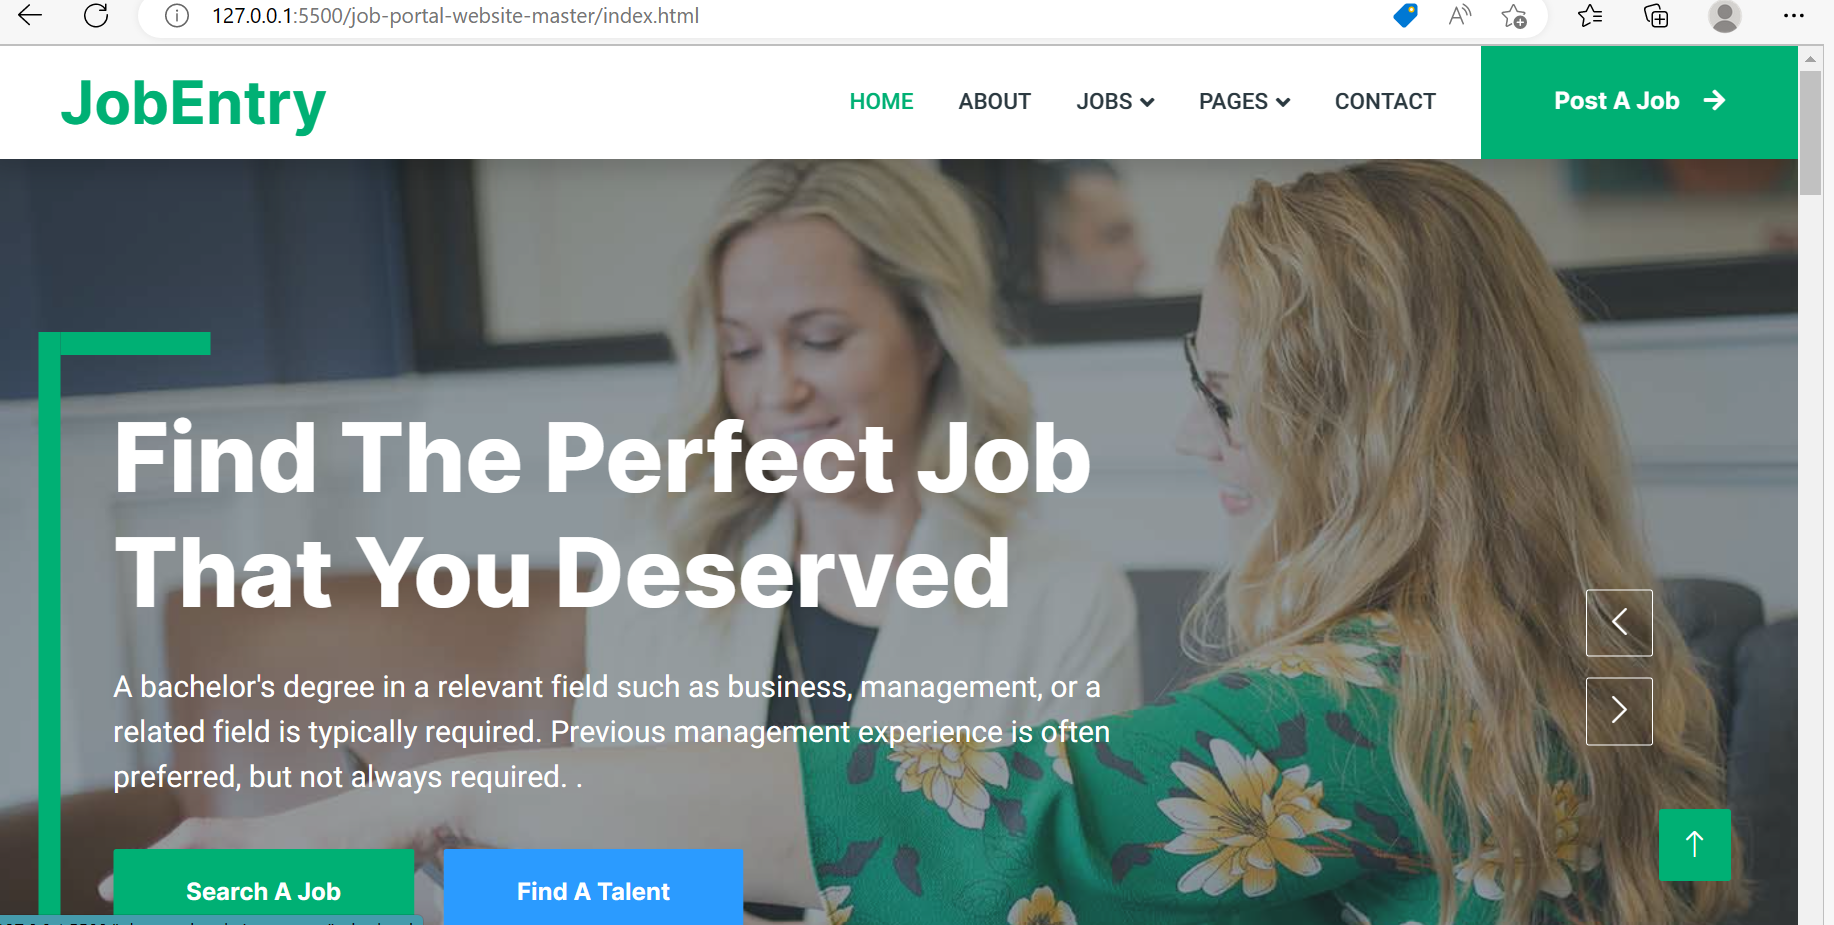 127.0.0.1:5500/job-portal-website-master/index.html
JobEntry
HOME ABOUT JOBS PAGES CONTACT Post A Job
Find The Perfect Job
That You Deserved
A bachelor's degree in a relevant field such as business, management, or a
related field is typically required. Previous management experience is often
preferred, but not always required. .
Search A Job Find A Talent